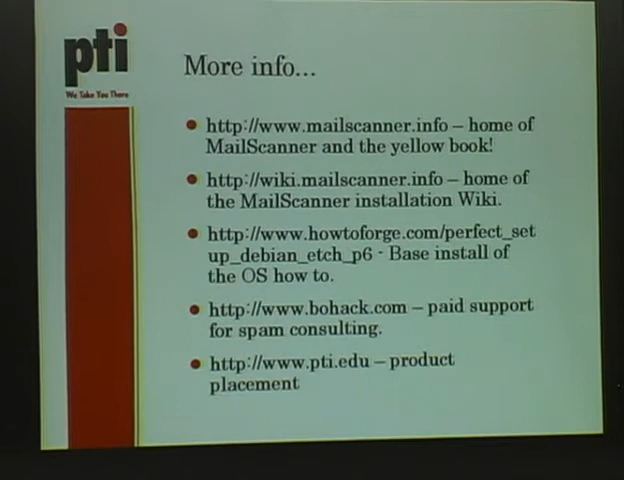 pti
We Take You There
More info...
http://www.mailscanner.info – home of
MailScanner and the yellow book!
http://wiki.mailscanner.info – home of
the MailScanner installation Wiki.
http://www.howtoforge.com/perfect_set
up_debian_etch_p6 - Base install of
the OS how to.
http://www.bohack.com – paid support
for spam consulting.
http://www.pti.edu – product
placement